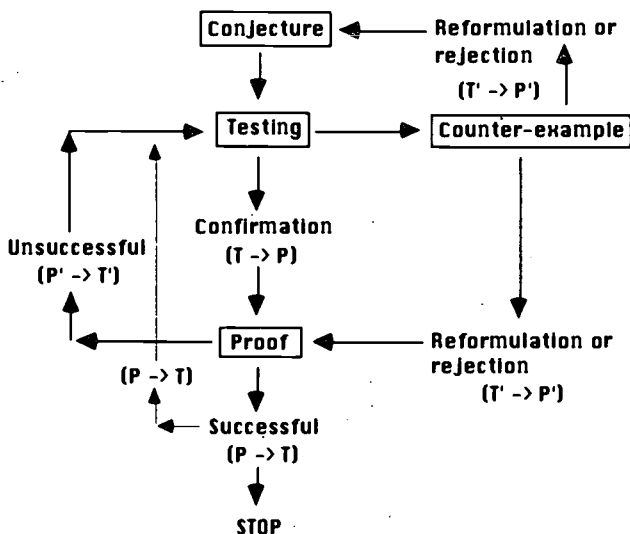 Conjecture
Reformulation or
rejection
(T' -> P')
Testing
Counter-example
Confirmation
(T -> P)
Unsuccessful
(P' -> T')
Proof
Reformulation or
rejection
(T' -> P')
(P -> T)
Successful
(P -> T)
STOP